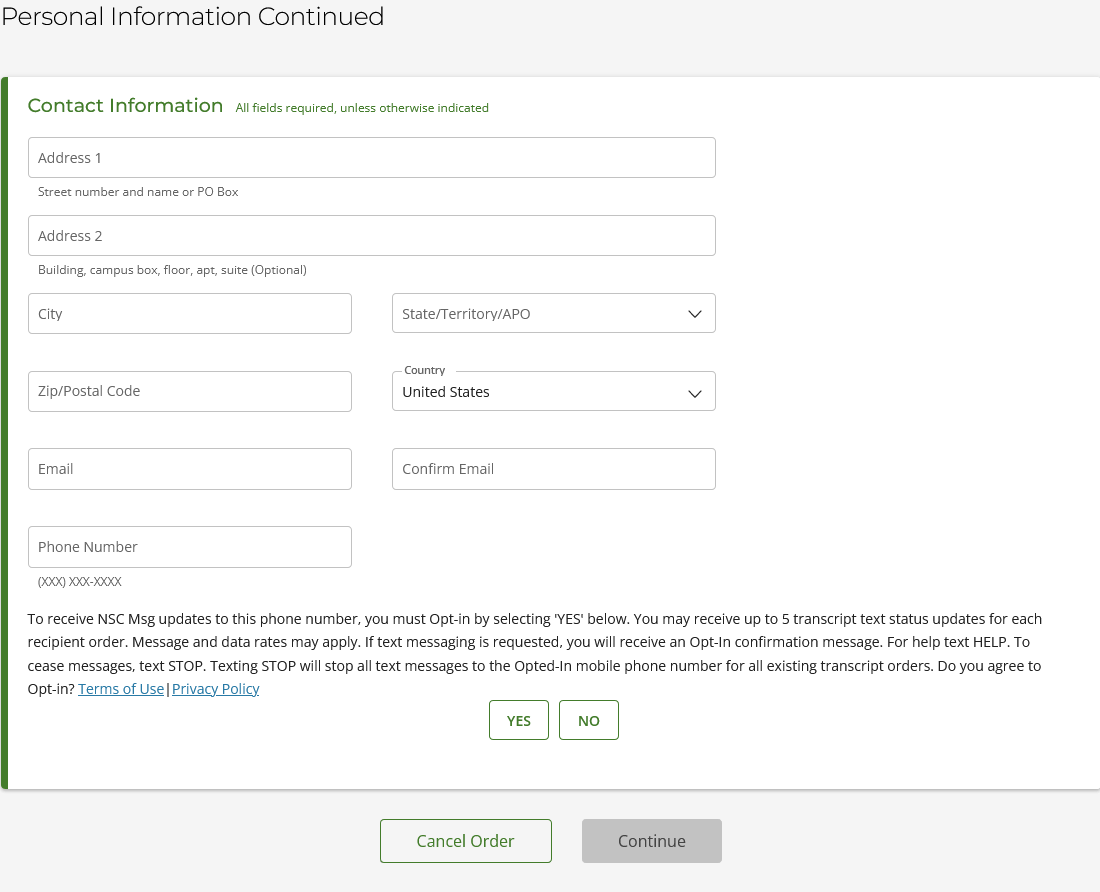 Personal Information Continued
Contact Information All fields required, unless otherwise indicated
Address 1
Street number and name or PO Box
Address 2
Building, campus box, floor, apt, suite (Optional)
City
State/Territory/APO
Zip/Postal Code
Country
United States
Email
Confirm Email
Phone Number
(XXX) XXX-XXXX
To receive NSC Msg updates to this phone number, you must Opt-in by selecting 'YES' below. You may receive up to 5 transcript text status updates for each
recipient order. Message and data rates may apply. If text messaging is requested, you will receive an Opt-In confirmation message. For help text HELP. To
cease messages, text STOP. Texting STOP will stop all text messages to the Opted-In mobile phone number for all existing transcript orders. Do you agree to
Opt-in? Terms of Use|Privacy Policy
YES NO
Cancel Order Continue